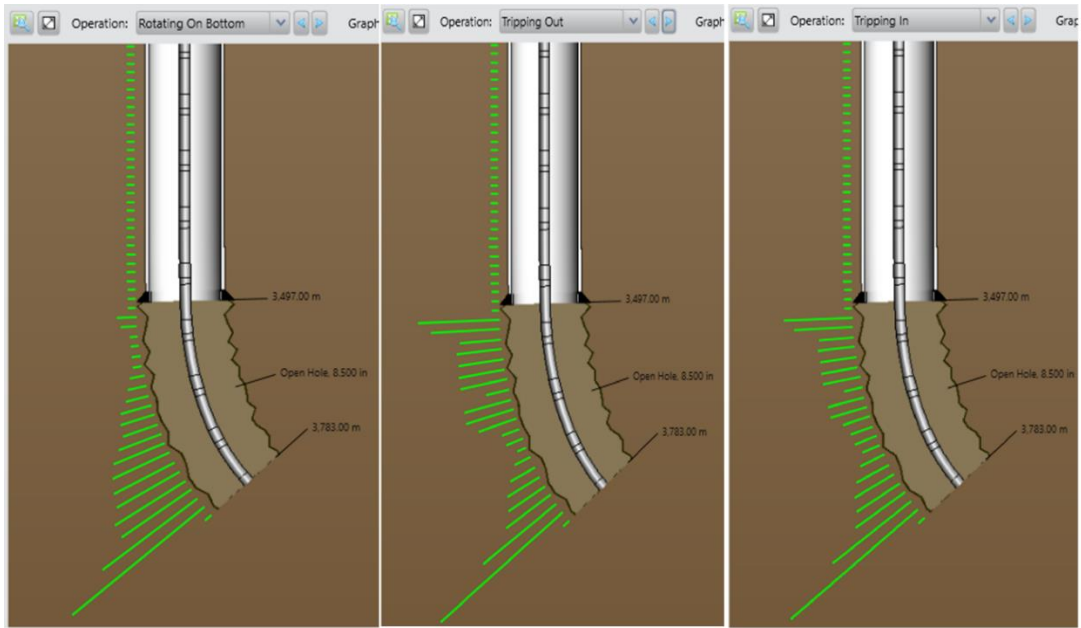 Operation: Rotating On Bottom Graph
3,497.00 m
Open Hole, 8.500 in
3,783.00 m
Operation: Tripping Out Graph
3,497.00 m
Open Hole, 8.500 in
3,783.00 m
Operation: Tripping In Grap
3,497.00 m
Open Hole, 8.500 in
3,783.00 m